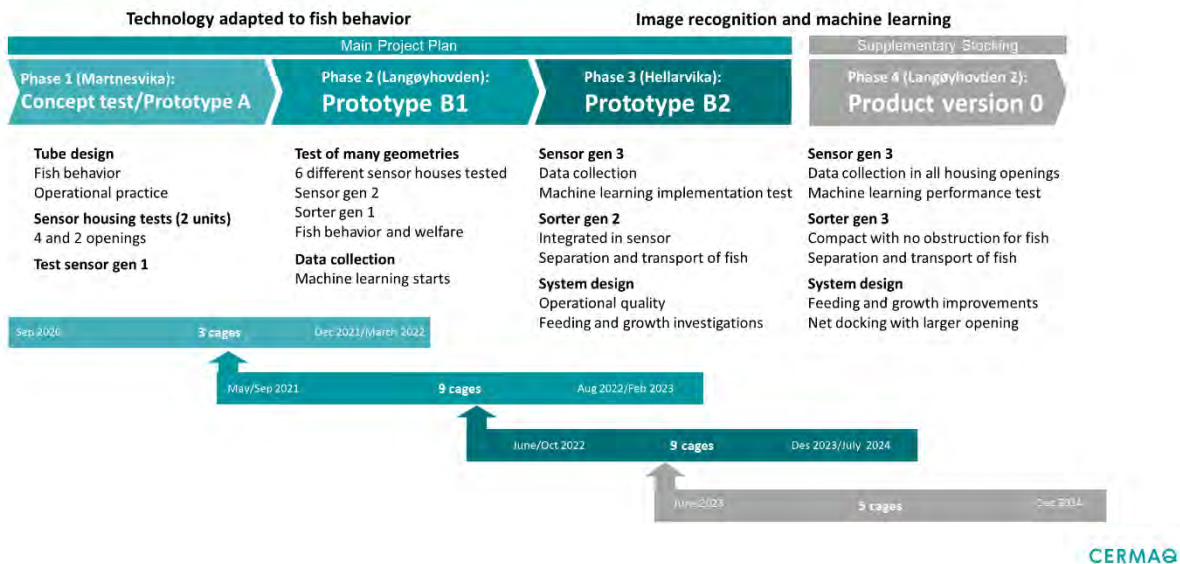 Technology adapted to fish behavior
Image recognition and machine learning
Main Project Plan
Supplementary Stocking
Phase 1 (Martnesvika):
Concept test/Prototype A
Phase 2 (Langøyhovden):
Prototype B1
Phase 3 (Hellarvika):
Prototype B2
Phase 4 (Langøyhovden 2):
Product version 0
Tube design
Fish behavior
Operational practice
Sensor housing tests (2 units)
4 and 2 openings
Test sensor gen 1
Test of many geometries
6 different sensor houses tested
Sensor gen 2
Sorter gen 1
Fish behavior and welfare
Data collection
Machine learning starts
Sensor gen 3
Data collection
Machine learning implementation test
Sorter gen 2
Integrated in sensor
Separation and transport of fish
System design
Operational quality
Feeding and growth investigations
Sensor gen 3
Data collection in all housing openings
Machine learning performance test
Sorter gen 3
Compact with no obstruction for fish
Separation and transport of fish
System design
Feeding and growth improvements
Net docking with larger opening
Sep 2020
3 cages
Dec 2021/March 2022
May/Sep 2021
9 cages
Aug 2022/Feb 2023
June/Oct 2022
9 cages
Des 2023/July 2024
June 2023
5 cages
Dec 2024
CERMAQ